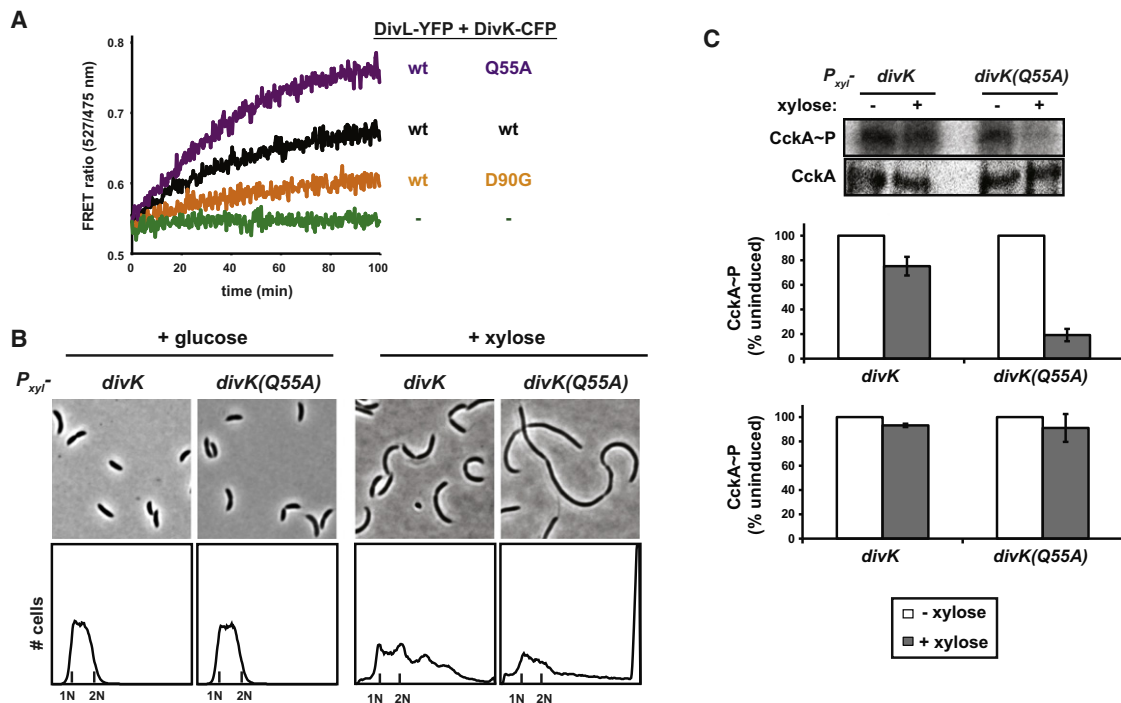 A
DivL-YFP + DivK-CFP
0.8
0.7
0.6
0.5
FRET ratio (527/475 nm)
0 20 40 60 80 100
time (min)
wt Q55A
wt wt
wt D90G
- -
B
+ glucose + xylose
Pxyl- divK divK(Q55A) divK divK(Q55A)
# cells
1N 2N 1N 2N 1N 2N 1N 2N
C
Pxyl- divK divK(Q55A)
xylose: - + - +
CckA~P
CckA
CckA~P
(% uninduced)
100
80
60
40
20
0
divK divK(Q55A)
CckA~P
(% uninduced)
100
80
60
40
20
0
divK divK(Q55A)
- xylose
+ xylose